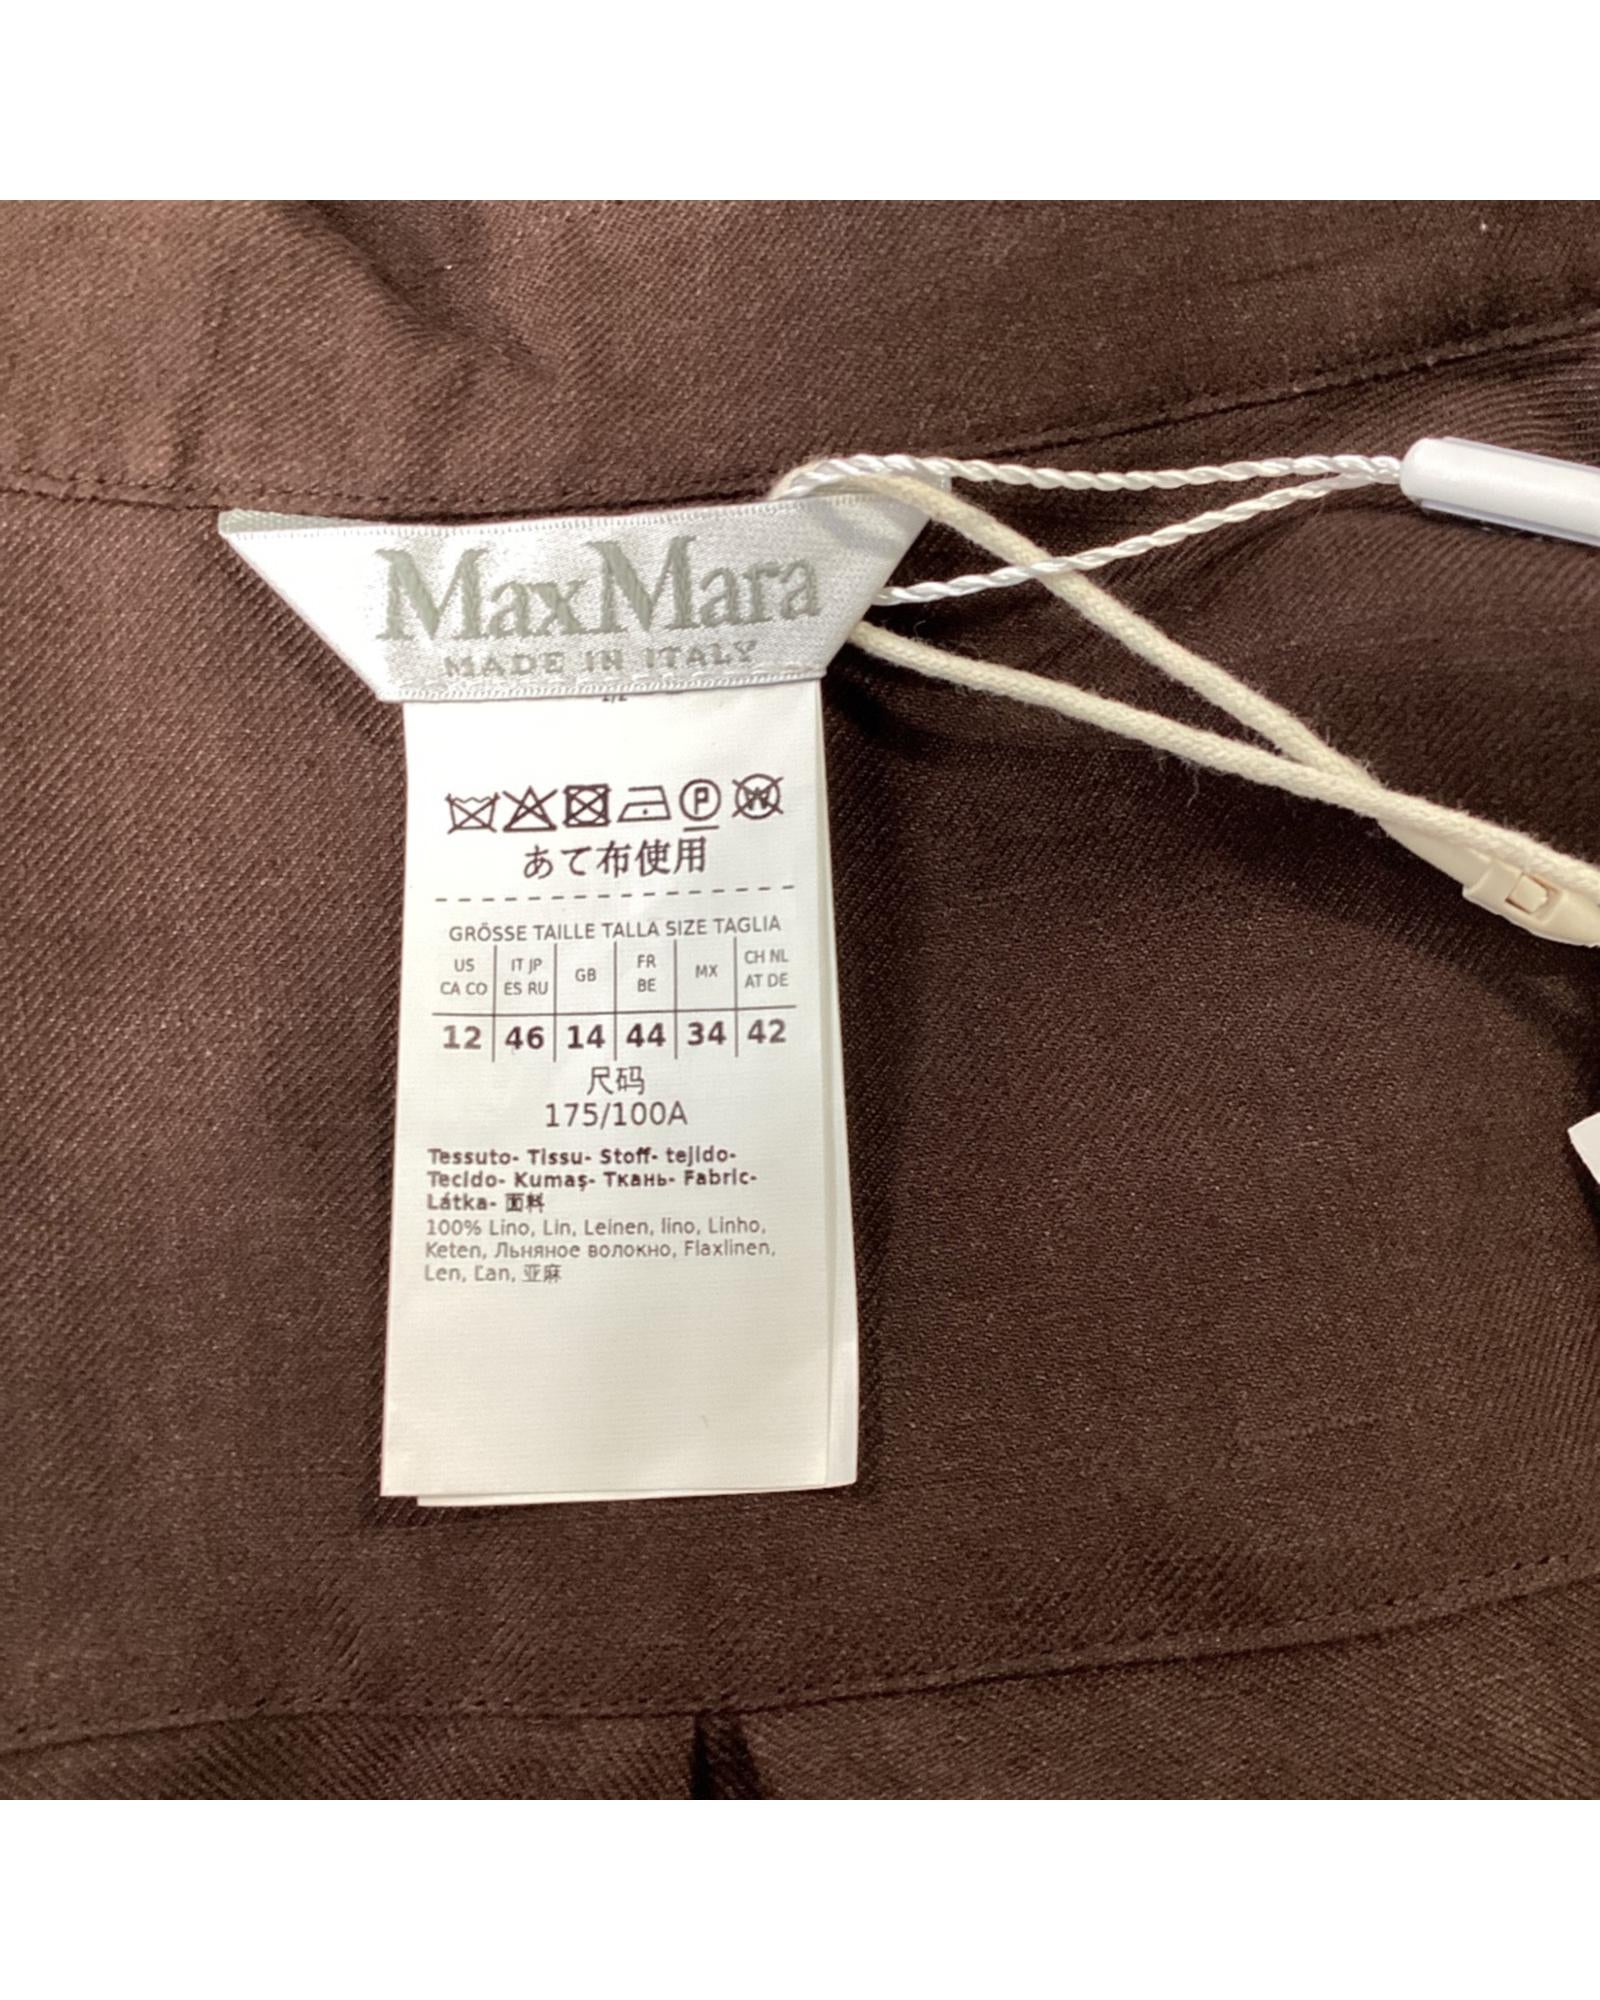 MaxMara
MADE IN ITALY
P W
あて布使用
GRÖSSE TAILLE TALLA SIZE TAGLIA
US IT JP GB FR MX CH NL
CA CO ES RU BE AT DE
12 46 14 44 34 42
尺码
175/100A
Tessuto- Tissu- Stoff- tejido-
Tecido- Kumaş- Ткань- Fabric-
Látka- 面料
100% Lino, Lin, Leinen, lino, Linho,
Keten, Льняное волокно, Flaxlinen,
Len, Ľan, 亚麻